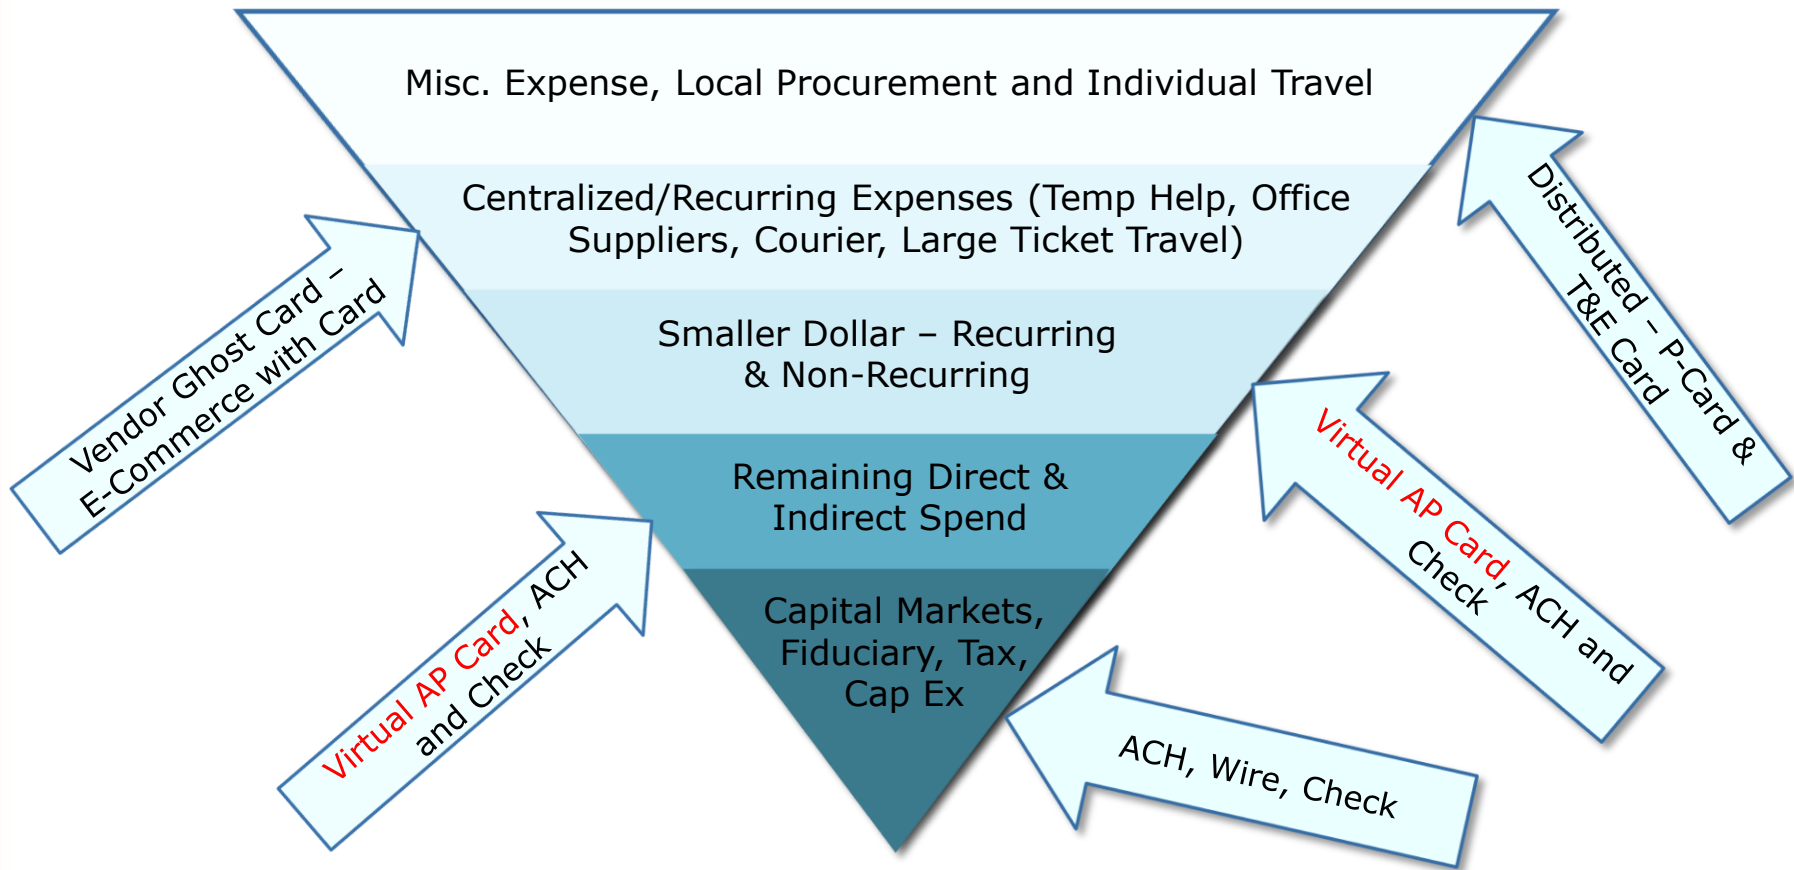 Misc. Expense, Local Procurement and Individual Travel
Centralized/Recurring Expenses (Temp Help, Office
Suppliers, Courier, Large Ticket Travel)
Smaller Dollar – Recurring
& Non-Recurring
Remaining Direct &
Indirect Spend
Capital Markets,
Fiduciary, Tax,
Cap Ex
Vendor Ghost Card –
E-Commerce with Card
Virtual AP Card, ACH
and Check
Distributed – P-Card &
T&E Card
Virtual AP Card, ACH and
Check
ACH, Wire, Check